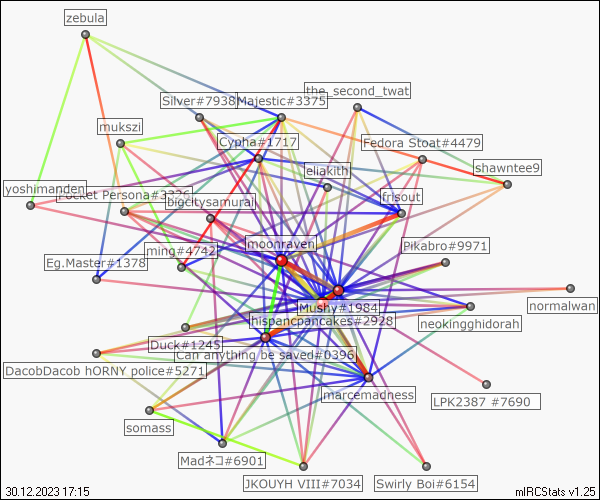 zebula
the_second_twat
Silver#7938
Majestic#3375
mukszi
Cypha#1717
Fedora Stoat#4479
eliakith
shawntee9
yoshimanden
Pocket Persona#3326
bigcitysamurai
frisout
moonraven
ming#4742
Pikabro#9971
Eg.Master#1378
Mushy#1984
normalwan
hispanicpancakes#2928
neokingghidorah
Duck#1245
Can anything be saved#0396
DacobDacob hORNY police#5271
marcemadness
LPK2387 #7690
somass
Madネコ#6901
JKOUYH VIII#7034
Swirly Boi#6154
30.12.2023 17:15
mIRCStats v1.25